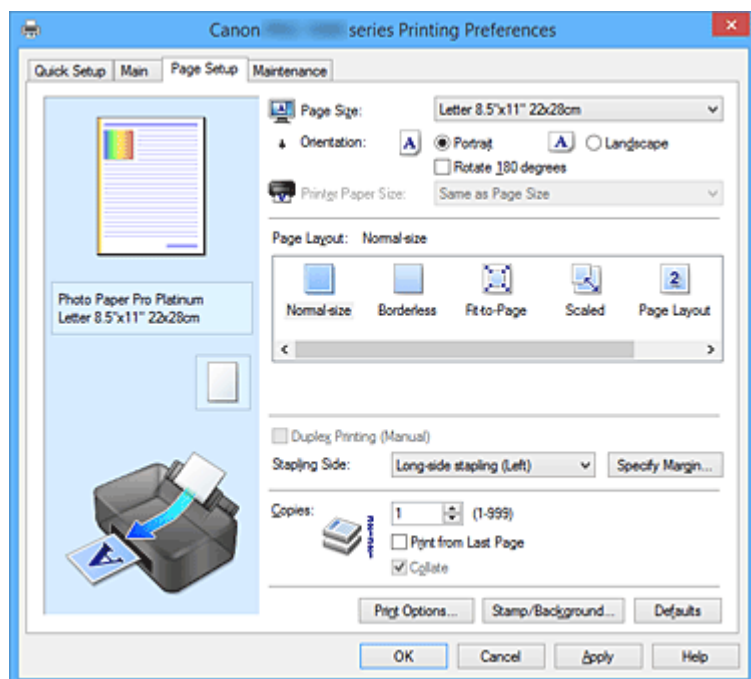 Canon series Printing Preferences
Quick Setup Main Page Setup Maintenance
Page Size: Letter 8.5"x11" 22x28cm
Orientation: A Portrait A Landscape
Rotate 180 degrees
Printer Paper Size: Same as Page Size
Page Layout: Normal-size
2
Normal-size Borderless Fit-to-Page Scaled Page Layout
Photo Paper Pro Platinum
Letter 8.5"x11" 22x28cm
Duplex Printing (Manual)
Stapling Side: Long-side stapling (Left) Specify Margin...
Copies: 1 (1-999)
Print from Last Page
Collate
A
Print Options... Stamp/Background... Defaults
OK Cancel Apply Help